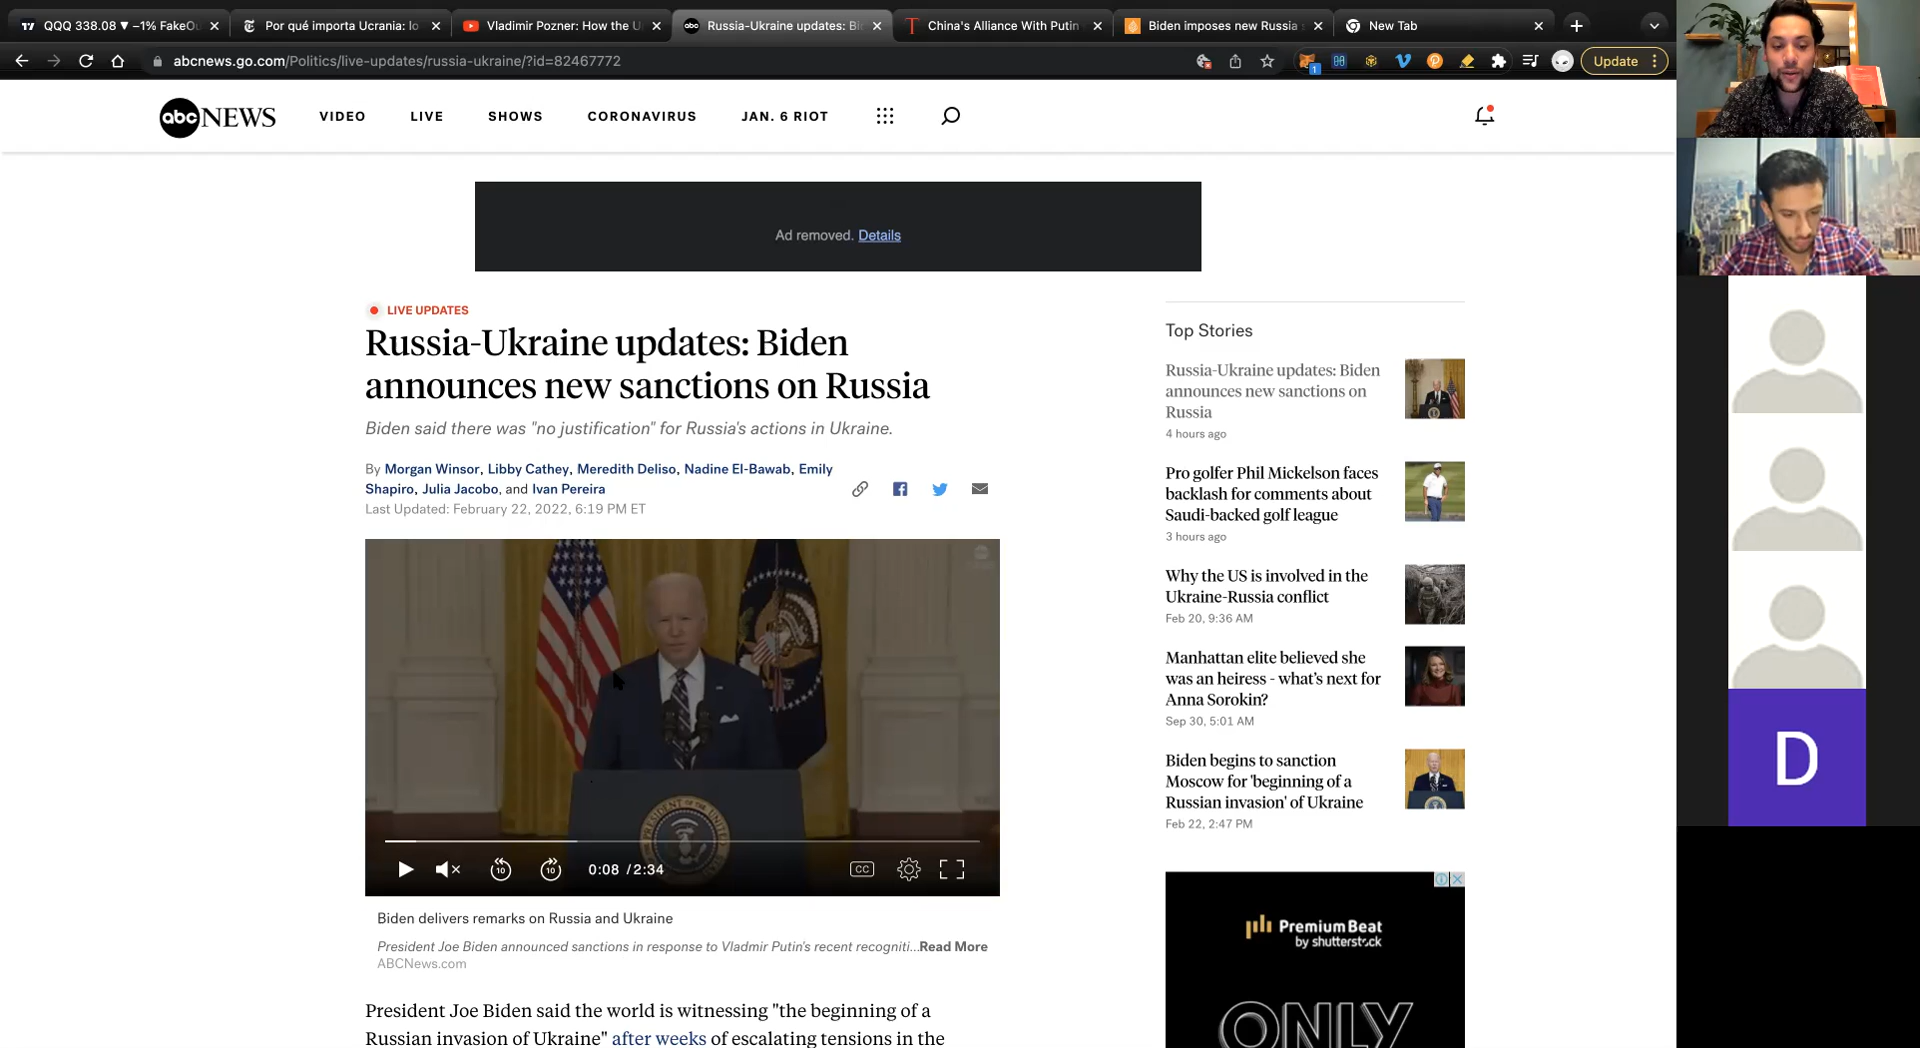 QQQ 338.08 ▼ −1% FakeOu
Por qué importa Ucrania: lo
Vladimir Pozner: How the U
Russia-Ukraine updates: Bi
China's Alliance With Putin
Biden imposes new Russia
New Tab
abcnews.go.com/Politics/live-updates/russia-ukraine/?id=82467772
1
Update
abc NEWS
VIDEO
LIVE
SHOWS
CORONAVIRUS
JAN. 6 RIOT
Ad removed. Details
LIVE UPDATES
Russia-Ukraine updates: Biden
announces new sanctions on Russia
Biden said there was "no justification" for Russia's actions in Ukraine.
By Morgan Winsor, Libby Cathey, Meredith Deliso, Nadine El-Bawab, Emily
Shapiro, Julia Jacobo, and Ivan Pereira
Last Updated: February 22, 2022, 6:19 PM ET
10
10
0:08 / 2:34
CC
Biden delivers remarks on Russia and Ukraine
President Joe Biden announced sanctions in response to Vladmir Putin's recent recogniti...Read More
ABCNews.com
President Joe Biden said the world is witnessing "the beginning of a
Russian invasion of Ukraine" after weeks of escalating tensions in the
Top Stories
Russia-Ukraine updates: Biden
announces new sanctions on
Russia
4 hours ago
Pro golfer Phil Mickelson faces
backlash for comments about
Saudi-backed golf league
3 hours ago
Why the US is involved in the
Ukraine-Russia conflict
Feb 20, 9:36 AM
Manhattan elite believed she
was an heiress - what's next for
Anna Sorokin?
Sep 30, 5:01 AM
Biden begins to sanction
Moscow for 'beginning of a
Russian invasion' of Ukraine
Feb 22, 2:47 PM
PremiumBeat
by shutterstock
ONLY
D